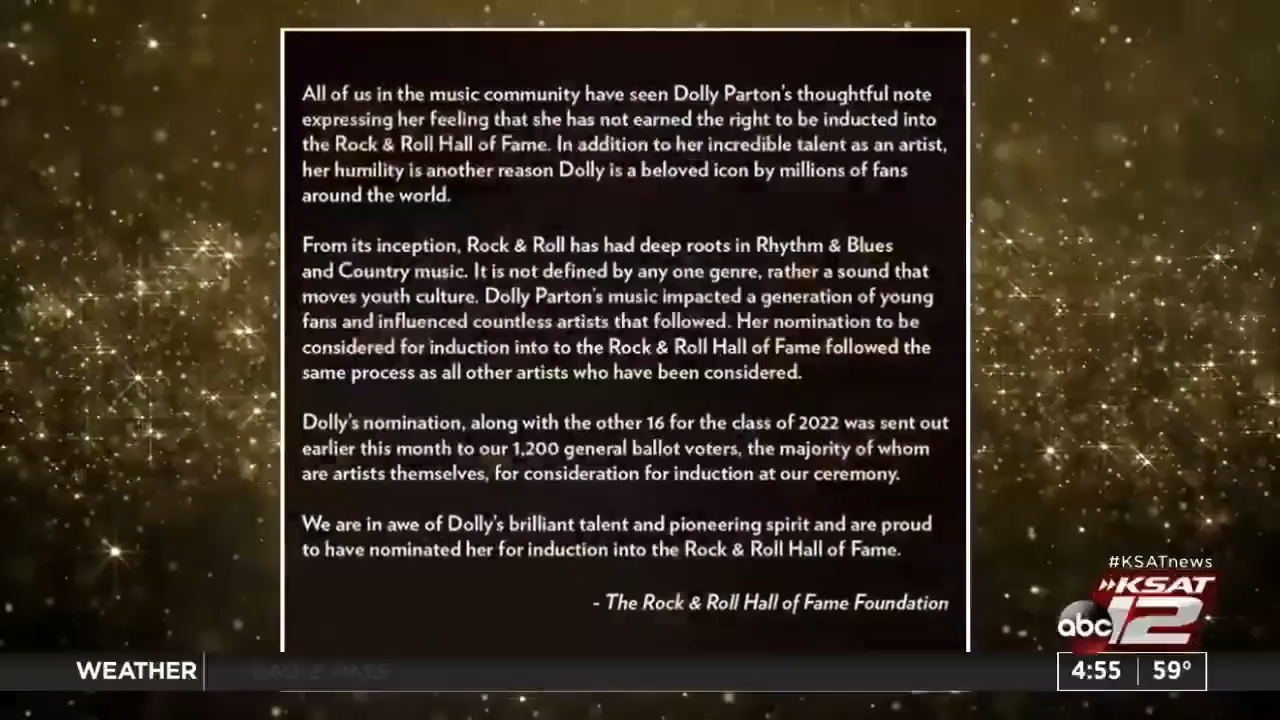 All of us in the music community have seen Dolly Parton's thoughtful note
expressing her feeling that she has not earned the right to be inducted into
the Rock & Roll Hall of Fame. In addition to her incredible talent as an artist,
her humility is another reason Dolly is a beloved icon by millions of fans
around the world.
From its inception, Rock & Roll has had deep roots in Rhythm & Blues
and Country music. It is not defined by any one genre, rather a sound that
moves youth culture. Dolly Parton's music impacted a generation of young
fans and influenced countless artists that followed. Her nomination to be
considered for induction into to the Rock & Roll Hall of Fame followed the
same process as all other artists who have been considered.
Dolly's nomination, along with the other 16 for the class of 2022 was sent out
earlier this month to our 1,200 general ballot voters, the majority of whom
are artists themselves, for consideration for induction at our ceremony.
We are in awe of Dolly's brilliant talent and pioneering spirit and are proud
to have nominated her for induction into the Rock & Roll Hall of Fame.
- The Rock & Roll Hall of Fame Foundation
#KSATnews
KSAT
abc 12
WEATHER EAGLE PASS
4:55 59°